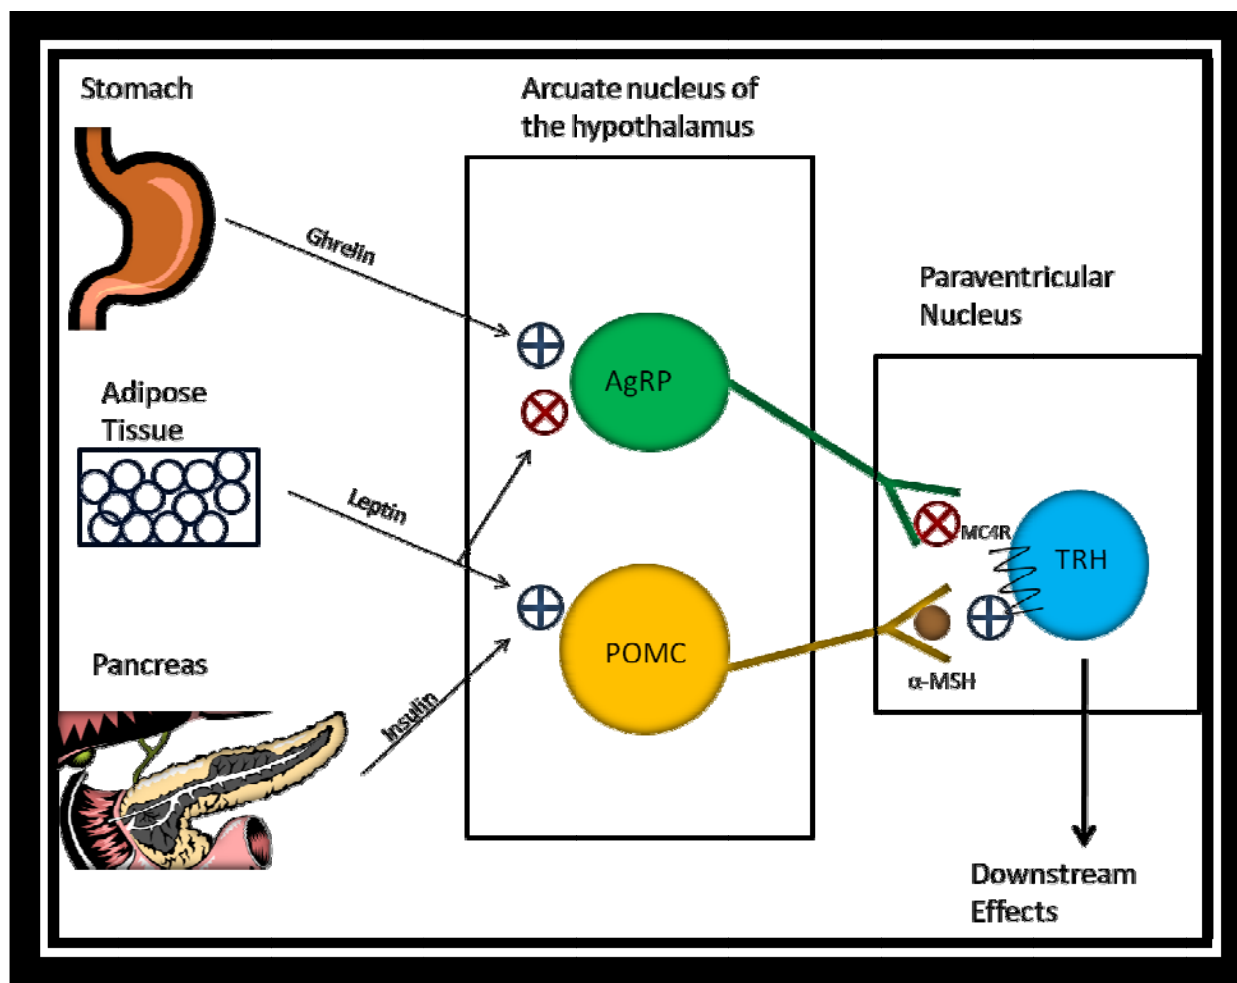 Stomach
Arcuate nucleus of
the hypothalamus
Ghrelin
Paraventricular
Nucleus
Adipose
Tissue
AgRP
Leptin
MC4R
TRH
POMC
Pancreas
α-MSH
Insulin
Downstream
Effects